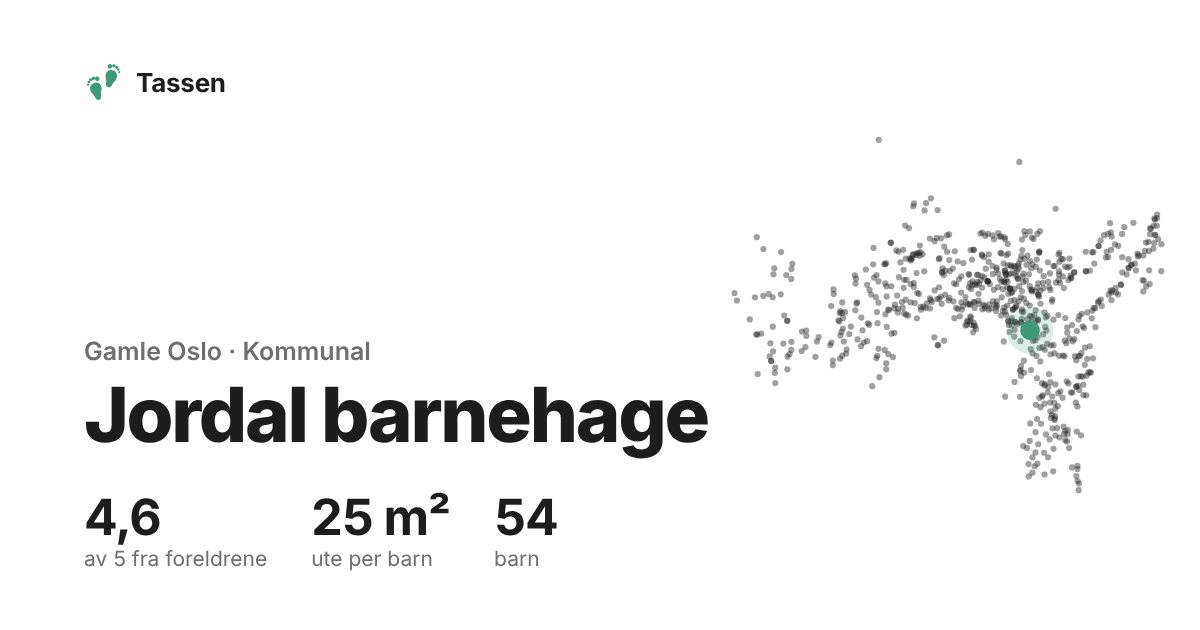 Tassen
Gamle Oslo · Kommunal
Jordal barnehage
4,6
av 5 fra foreldrene
25 m²
ute per barn
54
barn